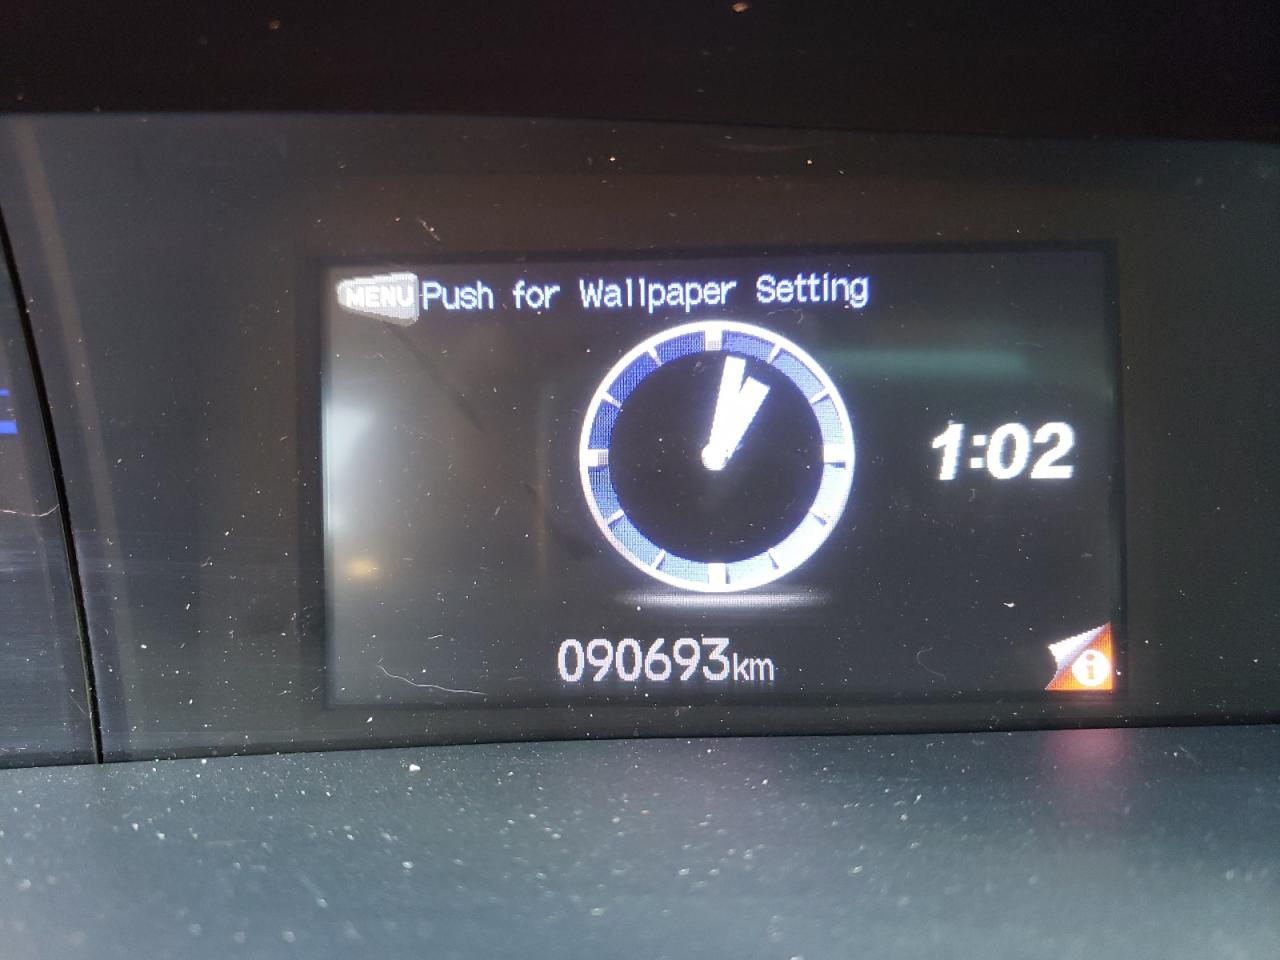 MENU Push for Wallpaper Setting
1:02
090693km
i